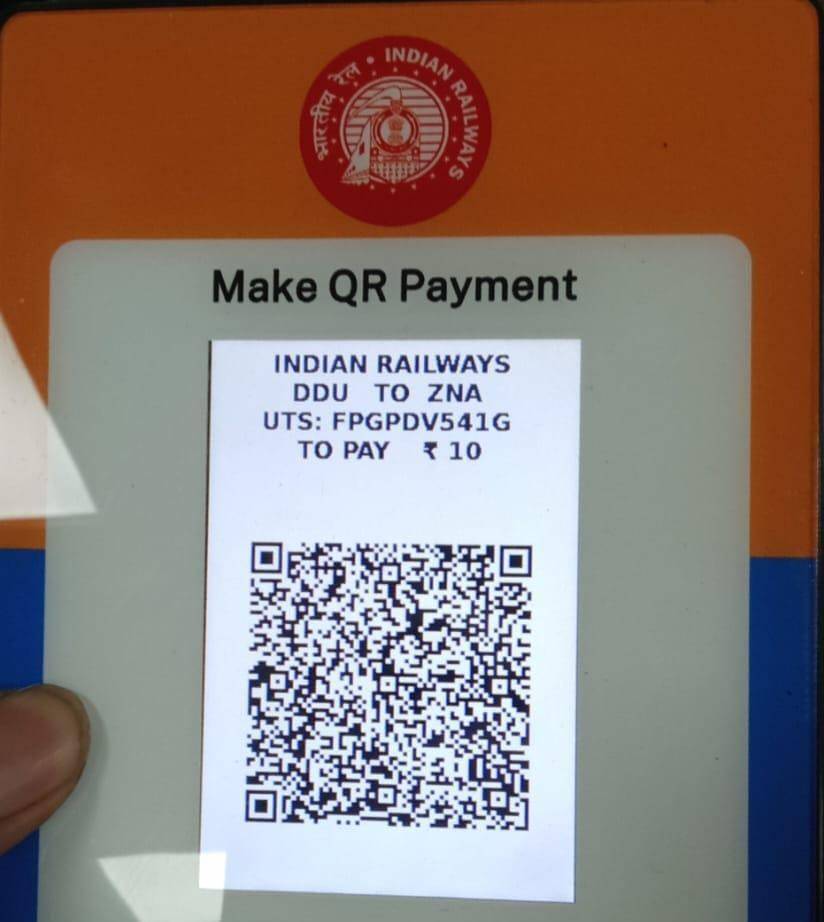 भारतीय रेल • INDIAN RAILWAYS
Make QR Payment
INDIAN RAILWAYS
DDU TO ZNA
UTS: FPGPDV541G
TO PAY ₹ 10